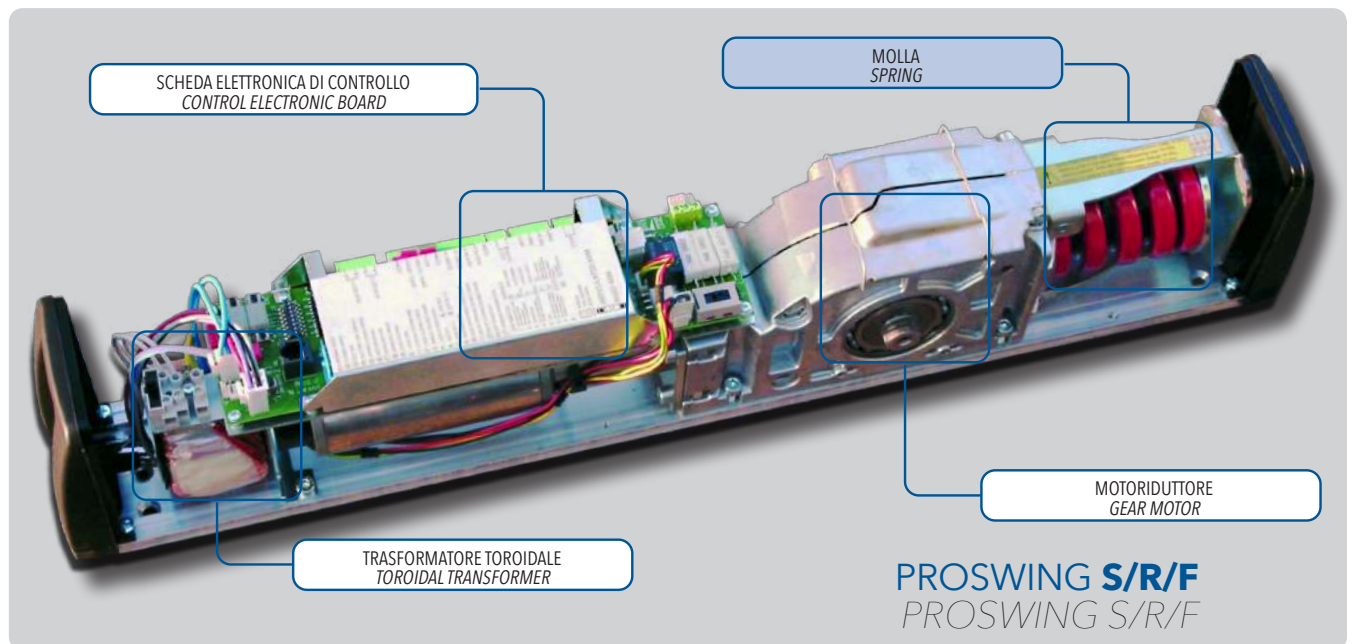 SCHEDA ELETTRONICA DI CONTROLLO
CONTROL ELECTRONIC BOARD
MOLLA
SPRING
MOTORIDUTTORE
GEAR MOTOR
TRASFORMATORE TOROIDALE
TOROIDAL TRANSFORMER
PROSWING S/R/F
PROSWING S/R/F